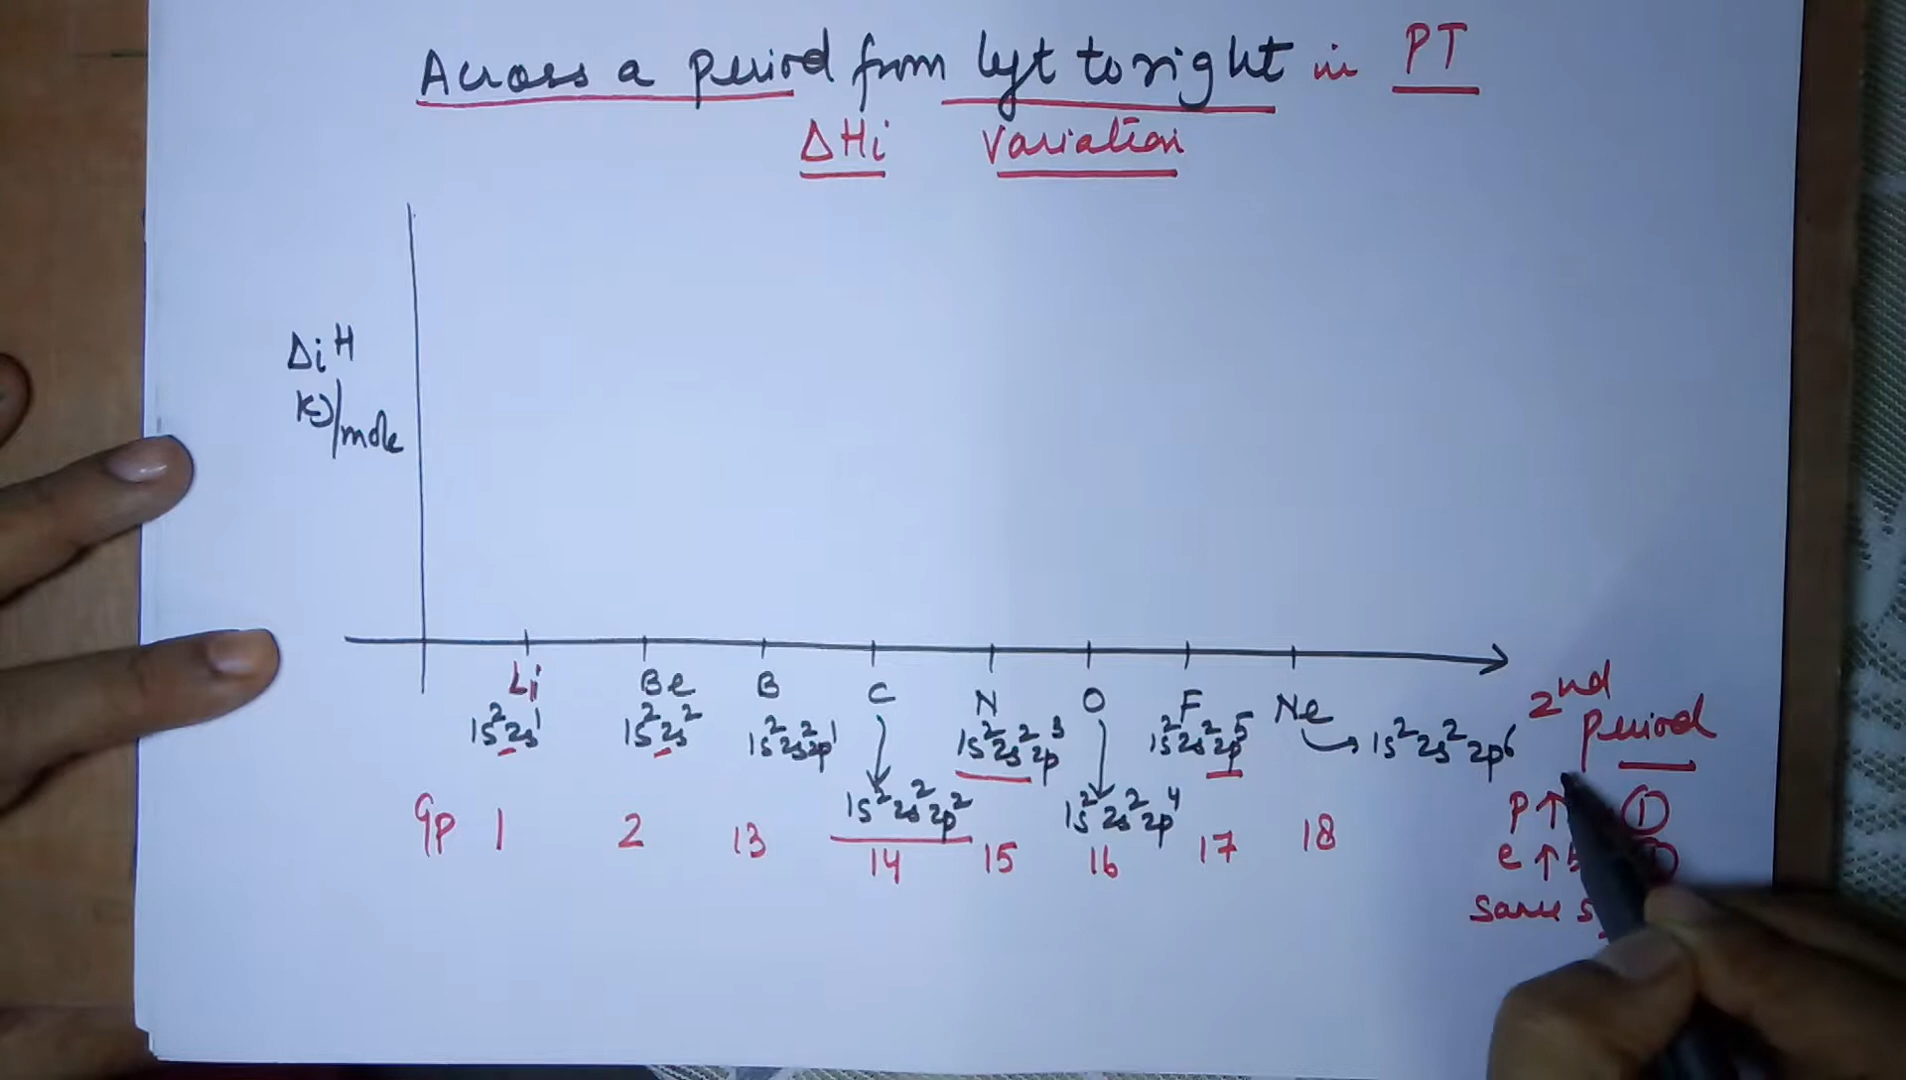 Across a period from left to right in PT
ΔHi Variation
ΔiH
KJ/mole
Li Be B C N O F Ne
1s²2s¹ 1s²2s² 1s²2s²2p¹ 1s²2s²2p³ 1s²2s²2p⁵ 1s²2s²2p⁶
1s²2s²2p² 1s²2s²2p⁴
gp 1 2 13 14 15 16 17 18
2nd
period
p↑ ①
e↑
same